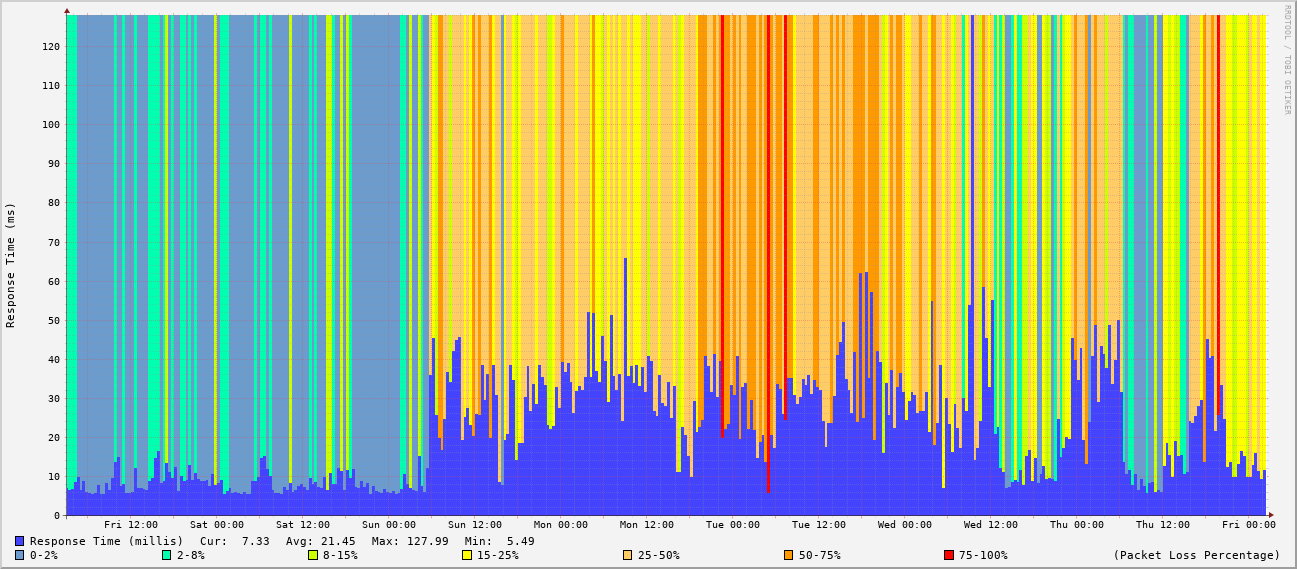 RRDTOOL / TOBI OETIKER
Response Time (ms)
120
110
100
90
80
70
60
50
40
30
20
10
0
Fri 12:00 Sat 00:00 Sat 12:00 Sun 00:00 Sun 12:00 Mon 00:00 Mon 12:00 Tue 00:00 Tue 12:00 Wed 00:00 Wed 12:00 Thu 00:00 Thu 12:00 Fri 00:00
Response Time (millis) Cur: 7.33 Avg: 21.45 Max: 127.99 Min: 5.49
0-2% 2-8% 8-15% 15-25% 25-50% 50-75% 75-100% (Packet Loss Percentage)